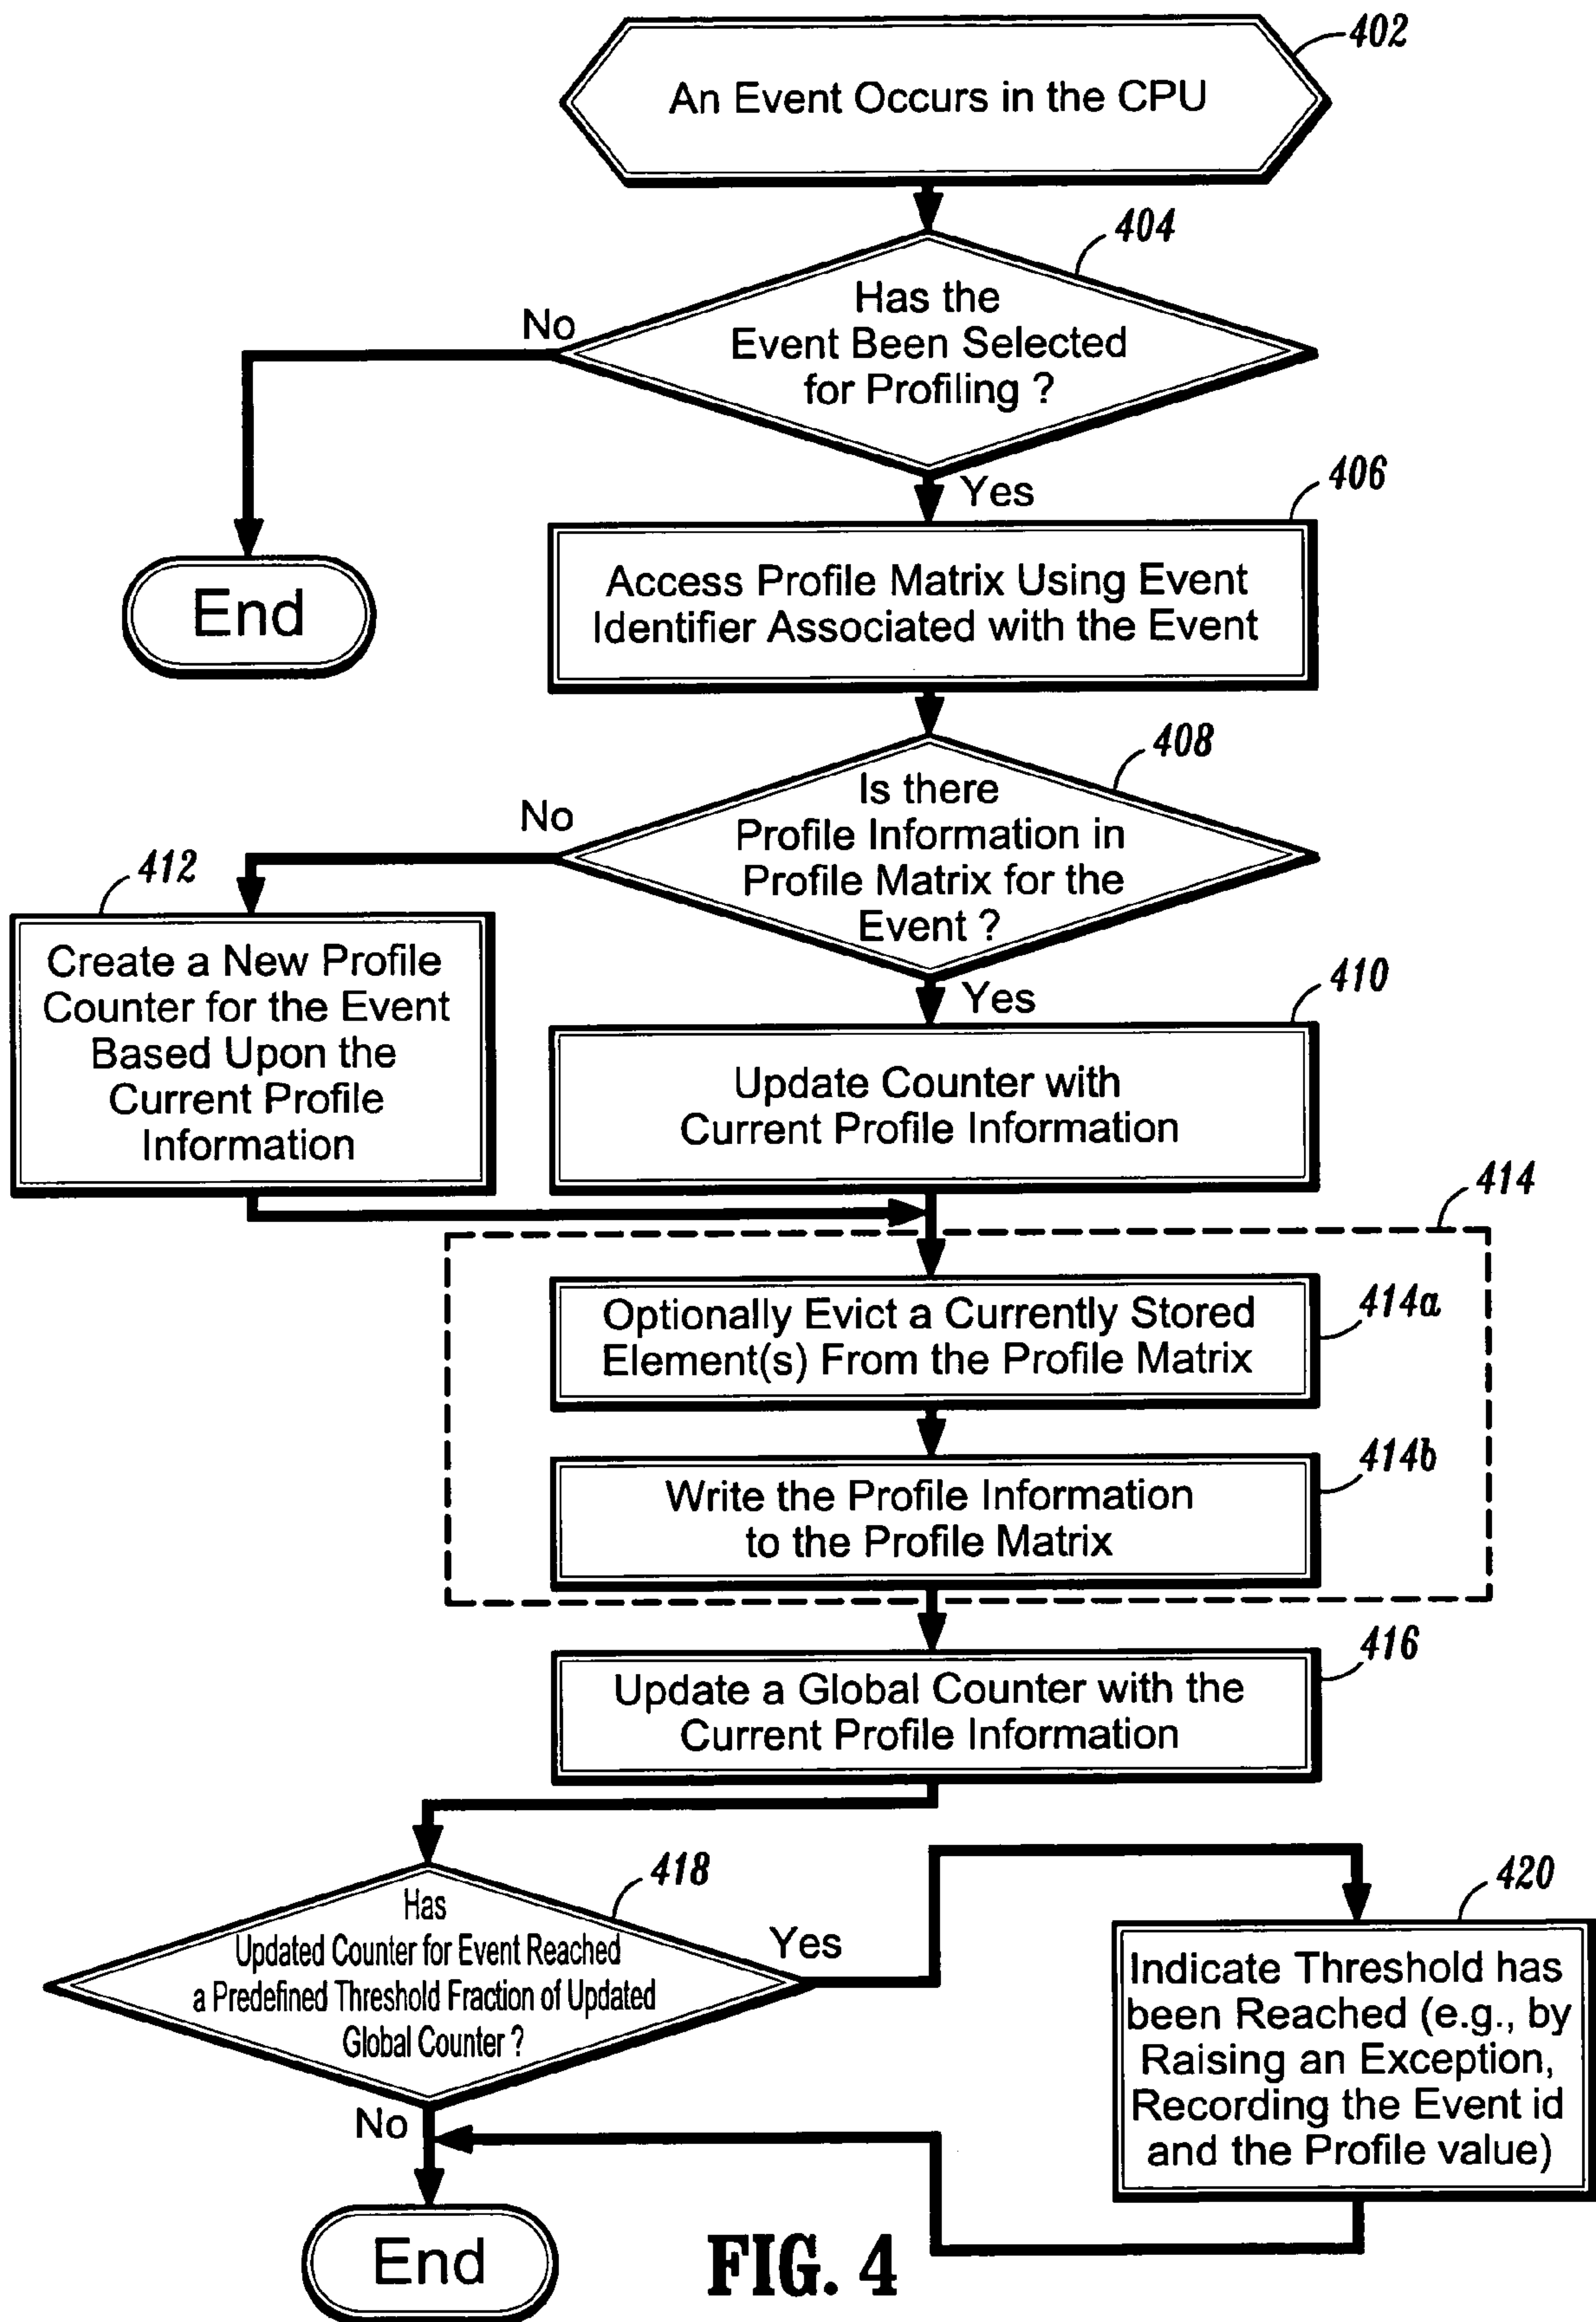 402
An Event Occurs in the CPU
404
Has the
Event Been Selected
for Profiling ?
No
Yes
406
End
Access Profile Matrix Using Event
Identifier Associated with the Event
408
Is there
Profile Information in
Profile Matrix for the
Event ?
No
Yes
412
Create a New Profile
Counter for the Event
Based Upon the
Current Profile
Information
410
Update Counter with
Current Profile Information
414
414a
Optionally Evict a Currently Stored
Element(s) From the Profile Matrix
414b
Write the Profile Information
to the Profile Matrix
416
Update a Global Counter with the
Current Profile Information
418
Has
Updated Counter for Event Reached
a Predefined Threshold Fraction of Updated
Global Counter ?
Yes
420
Indicate Threshold has
been Reached (e.g., by
Raising an Exception,
Recording the Event id
and the Profile value)
No
End
FIG. 4